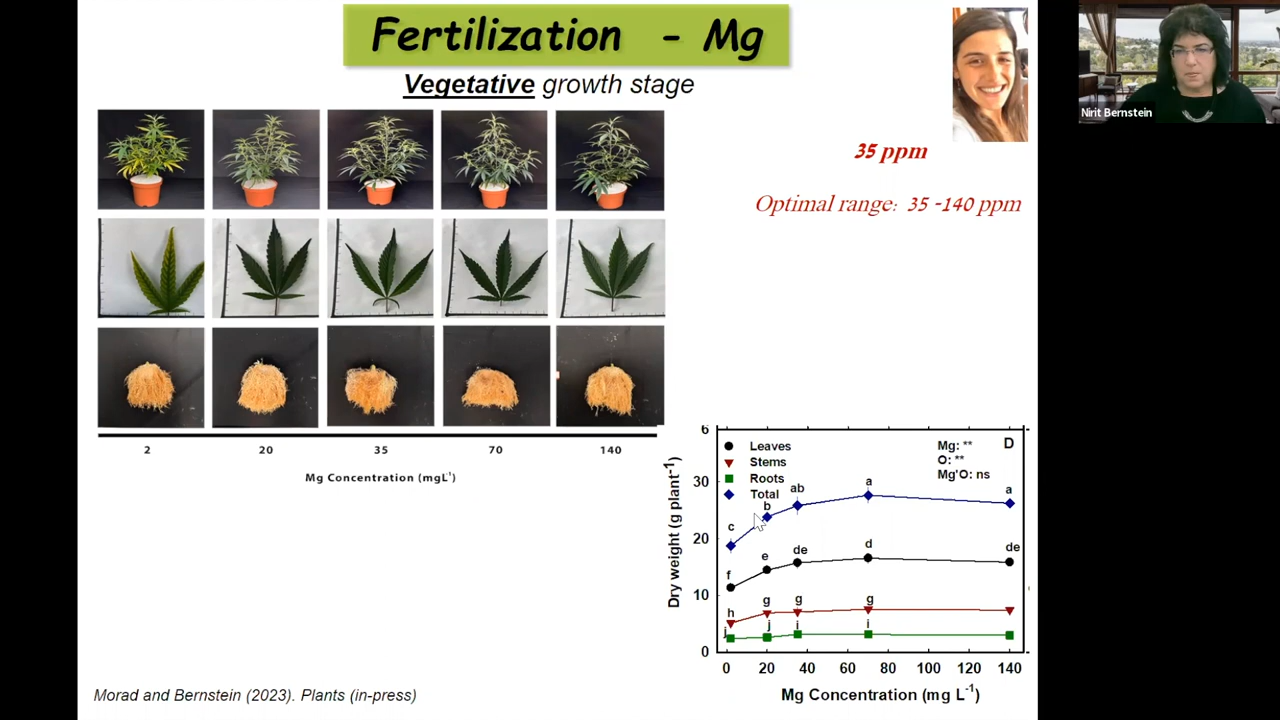 Fertilization - Mg
Vegetative growth stage
Nirit Bernstein
35 ppm
Optimal range: 35 -140 ppm
2 20 35 70 140
Mg Concentration (mgL⁻¹)
6
Leaves
Stems
Roots
Total
Mg: **
O: **
Mg*O: ns
D
c b ab a a
f e de d de
h g g g
j j i i
Dry weight (g plant⁻¹)
30
20
10
0
0 20 40 60 80 100 120 140
Mg Concentration (mg L⁻¹)
Morad and Bernstein (2023). Plants (in-press)